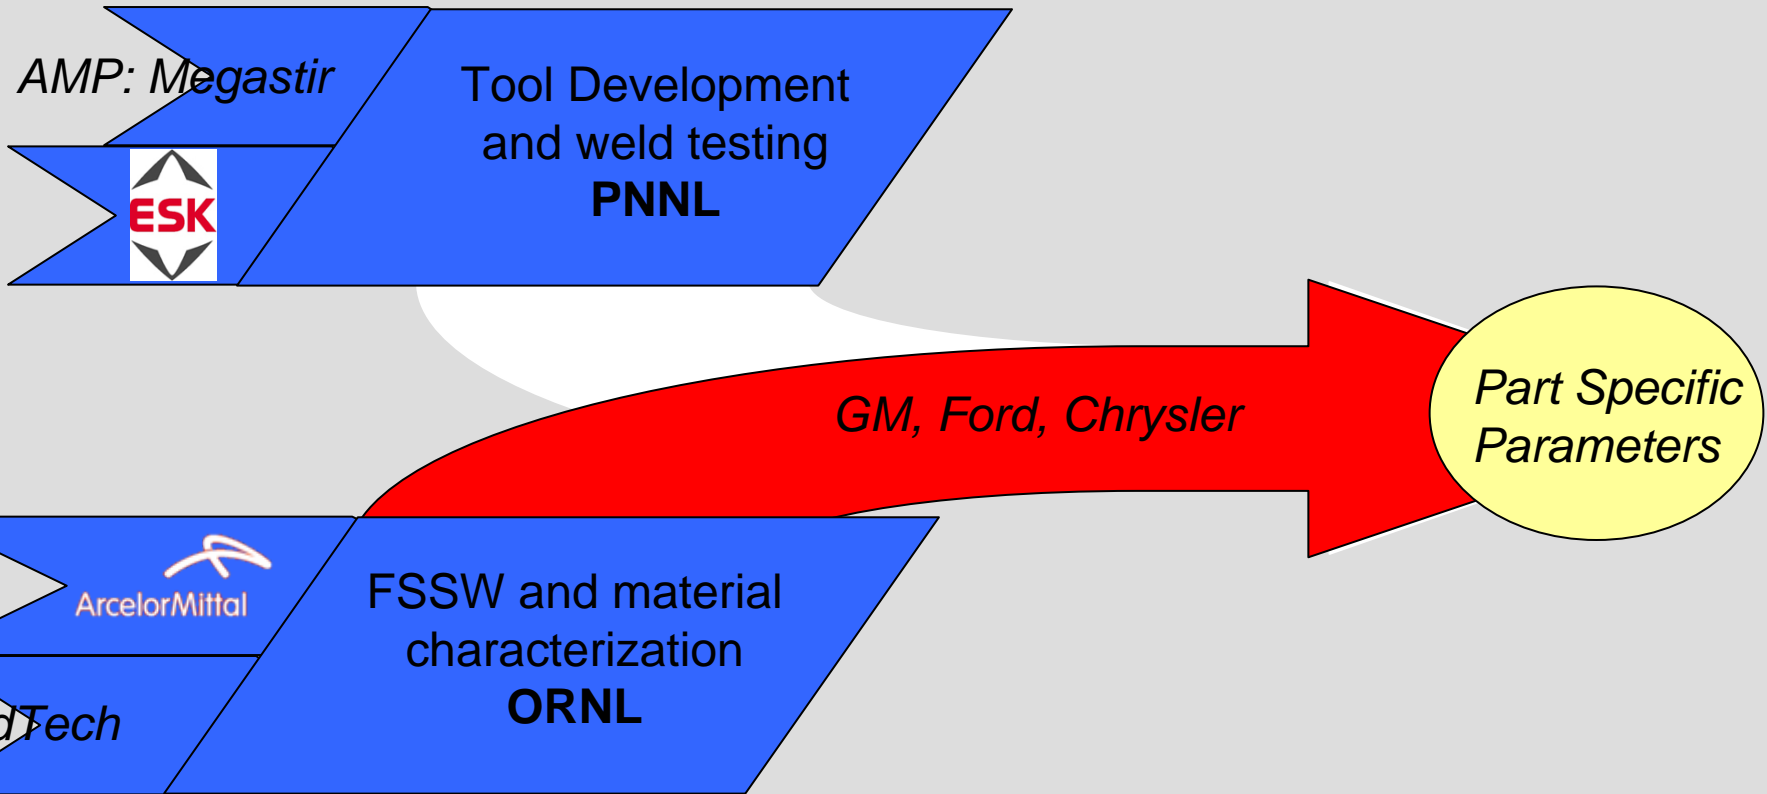 AMP: Megastir
Tool Development
and weld testing
PNNL
ESK
GM, Ford, Chrysler
Part Specific
Parameters
ArcelorMittal
FSSW and material
characterization
ORNL
dTech